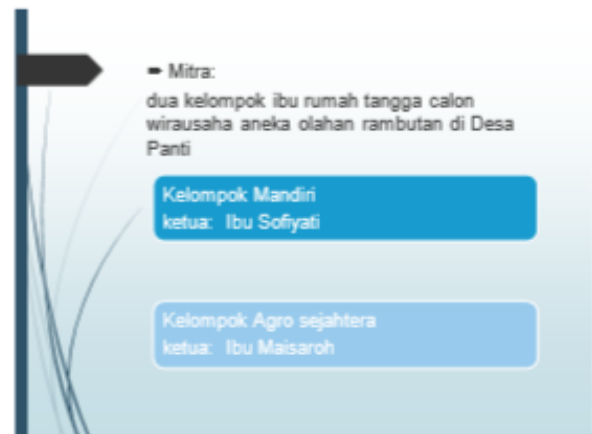 ➨ Mitra:
dua kelompok ibu rumah tangga calon
wirausaha aneka olahan rambutan di Desa
Panti
Kelompok Mandiri
ketua: Ibu Sofiyati
Kelompok Agro sejahtera
ketua: Ibu Maisaroh